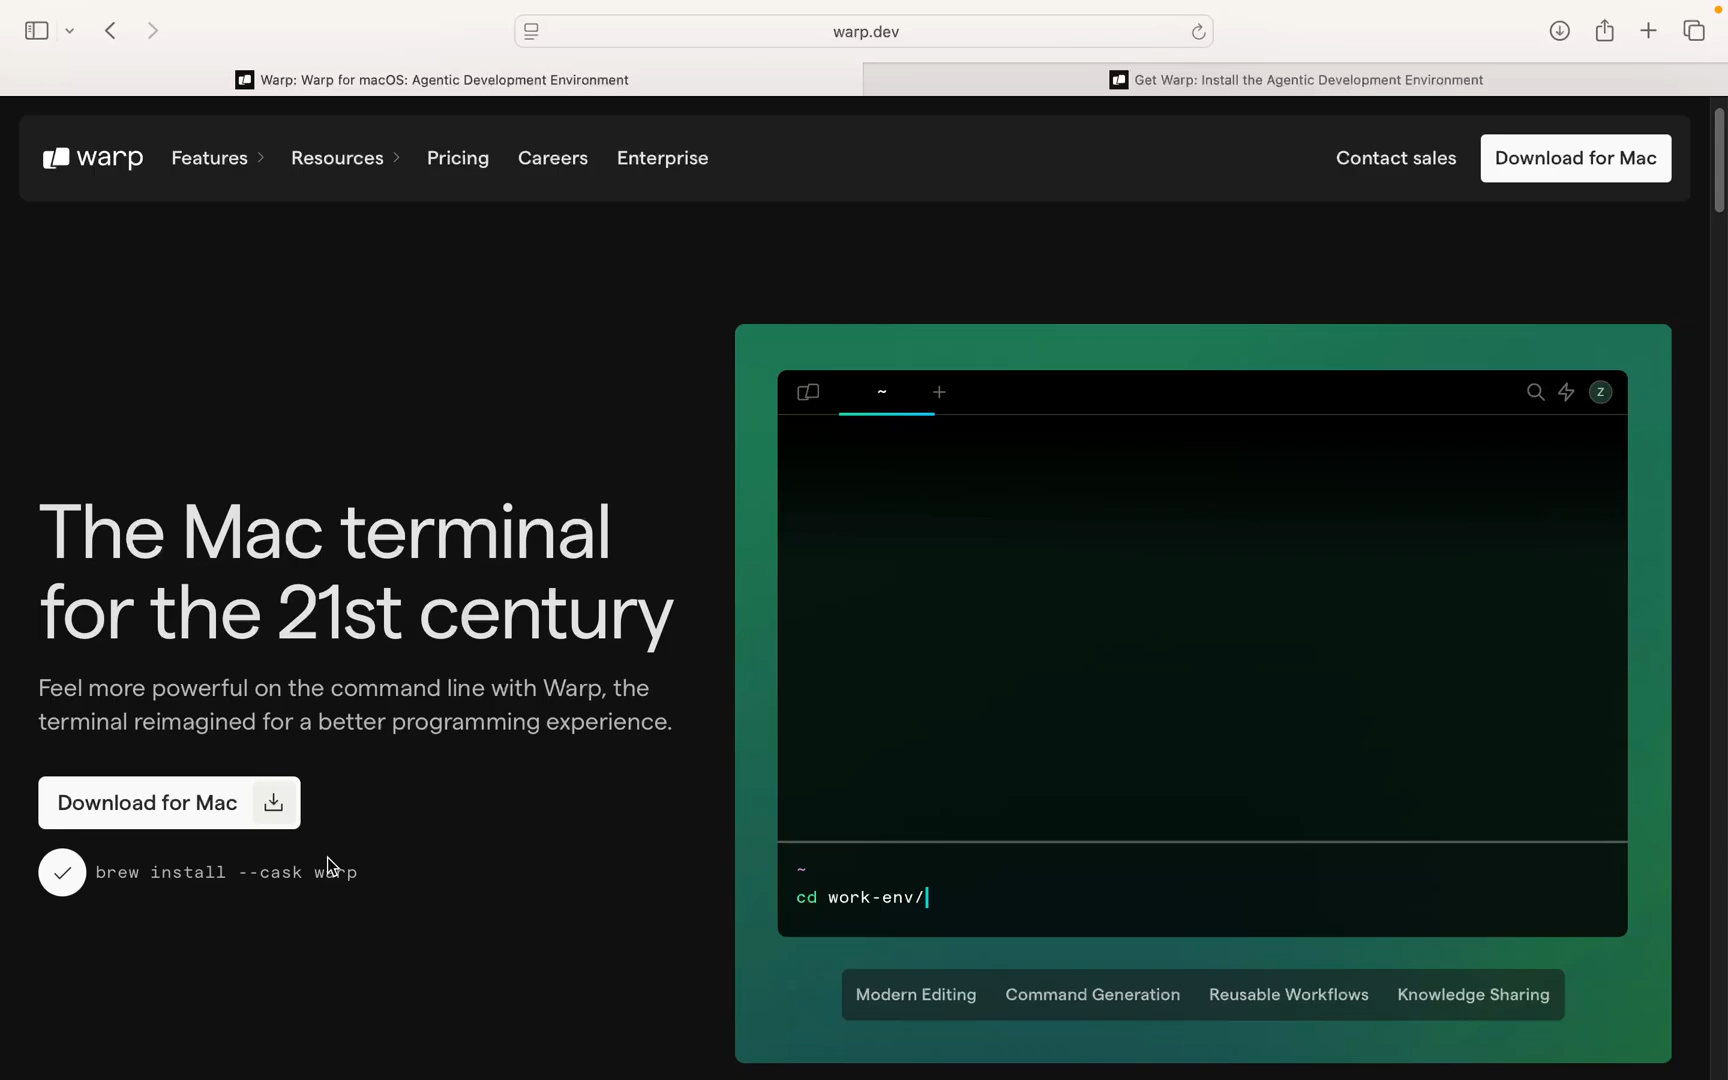 warp.dev
Warp: Warp for macOS: Agentic Development Environment
Get Warp: Install the Agentic Development Environment
warp
Features
Resources
Pricing
Careers
Enterprise
Contact sales
Download for Mac
~
Z
The Mac terminal
for the 21st century
Feel more powerful on the command line with Warp, the
terminal reimagined for a better programming experience.
Download for Mac
brew install --cask warp
~
cd work-env/
Modern Editing
Command Generation
Reusable Workflows
Knowledge Sharing